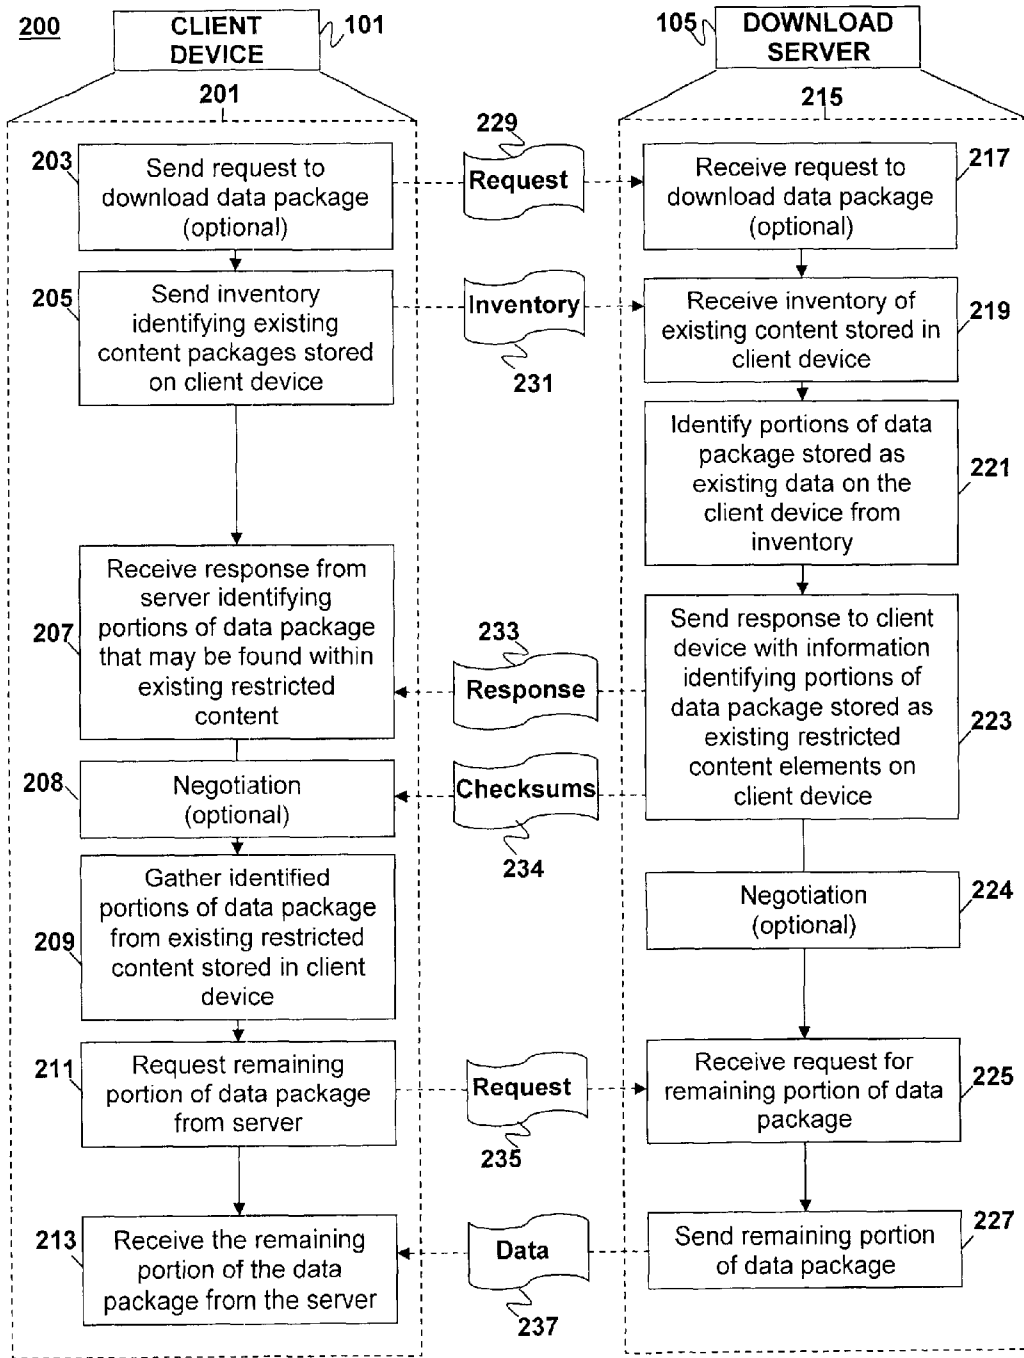 200
CLIENT
DEVICE
101
105
DOWNLOAD
SERVER
201
215
203
Send request to
download data package
(optional)
229
Request
Receive request to
download data package
(optional)
217
205
Send inventory
identifying existing
content packages stored
on client device
Inventory
231
Receive inventory of
existing content stored in
client device
219
Identify portions of data
package stored as
existing data on the
client device from
inventory
221
207
Receive response from
server identifying
portions of data package
that may be found within
existing restricted
content
233
Response
Send response to client
device with information
identifying portions of
data package stored as
existing restricted
content elements on
client device
223
208
Negotiation
(optional)
Checksums
234
209
Gather identified
portions of data package
from existing restricted
content stored in client
device
Negotiation
(optional)
224
211
Request remaining
portion of data package
from server
Request
235
Receive request for
remaining portion of data
package
225
213
Receive the remaining
portion of the data
package from the server
Data
237
Send remaining portion
of data package
227